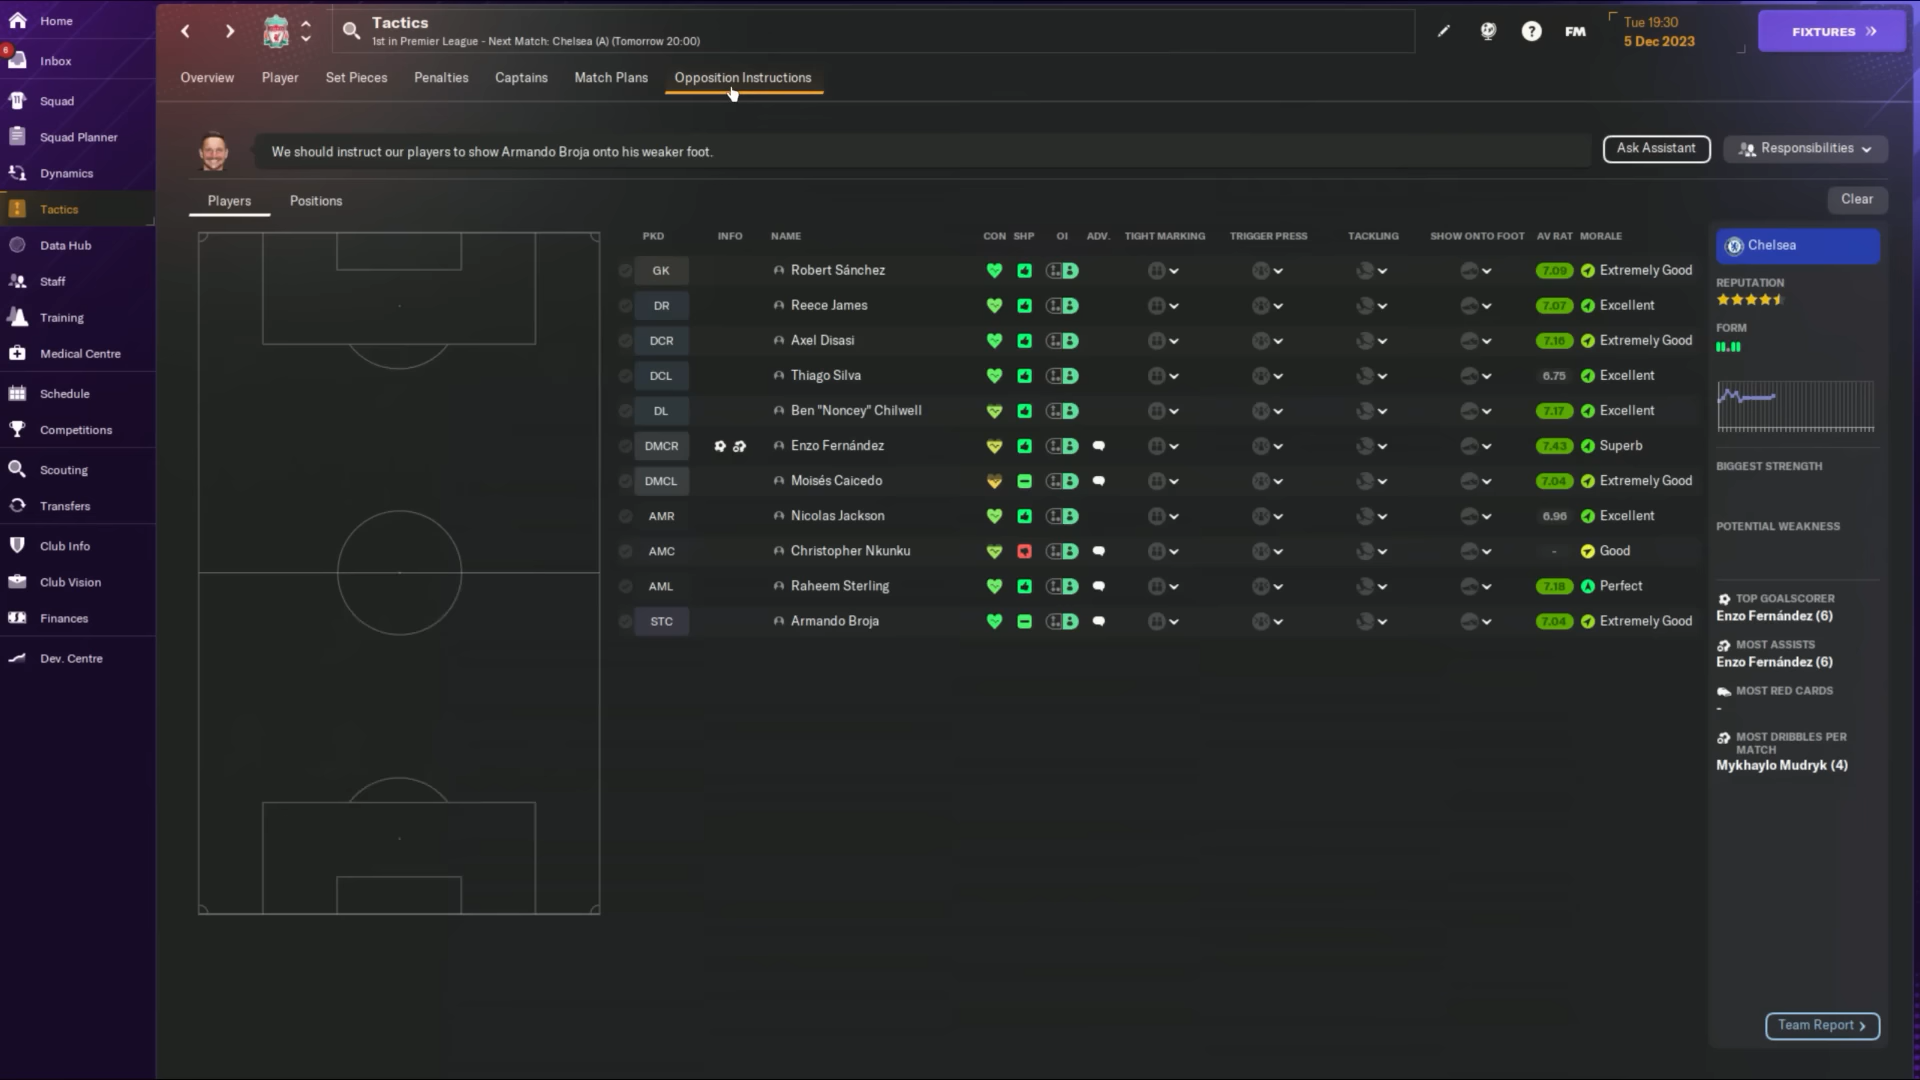 Home
Inbox
6
Squad
Squad Planner
Dynamics
Tactics
Data Hub
Staff
Training
Medical Centre
Schedule
Competitions
Scouting
Transfers
Club Info
Club Vision
Finances
Dev. Centre
Tactics
1st in Premier League - Next Match: Chelsea (A) (Tomorrow 20:00)
FM
Tue 19:30
5 Dec 2023
FIXTURES
Overview Player Set Pieces Penalties Captains Match Plans Opposition Instructions
We should instruct our players to show Armando Broja onto his weaker foot.
Ask Assistant
Responsibilities
Players Positions
Clear
PKD INFO NAME CON SHP OI ADV. TIGHT MARKING TRIGGER PRESS TACKLING SHOW ONTO FOOT AV RAT MORALE
GK Robert Sánchez 7.09 Extremely Good
DR Reece James 7.07 Excellent
DCR Axel Disasi 7.16 Extremely Good
DCL Thiago Silva 6.75 Excellent
DL Ben "Noncey" Chilwell 7.17 Excellent
DMCR Enzo Fernández 7.43 Superb
DMCL Moisés Caicedo 7.04 Extremely Good
AMR Nicolas Jackson 6.96 Excellent
AMC Christopher Nkunku - Good
AML Raheem Sterling 7.18 Perfect
STC Armando Broja 7.04 Extremely Good
Chelsea
REPUTATION
FORM
BIGGEST STRENGTH
POTENTIAL WEAKNESS
TOP GOALSCORER
Enzo Fernández (6)
MOST ASSISTS
Enzo Fernández (6)
MOST RED CARDS
-
MOST DRIBBLES PER
MATCH
Mykhaylo Mudryk (4)
Team Report